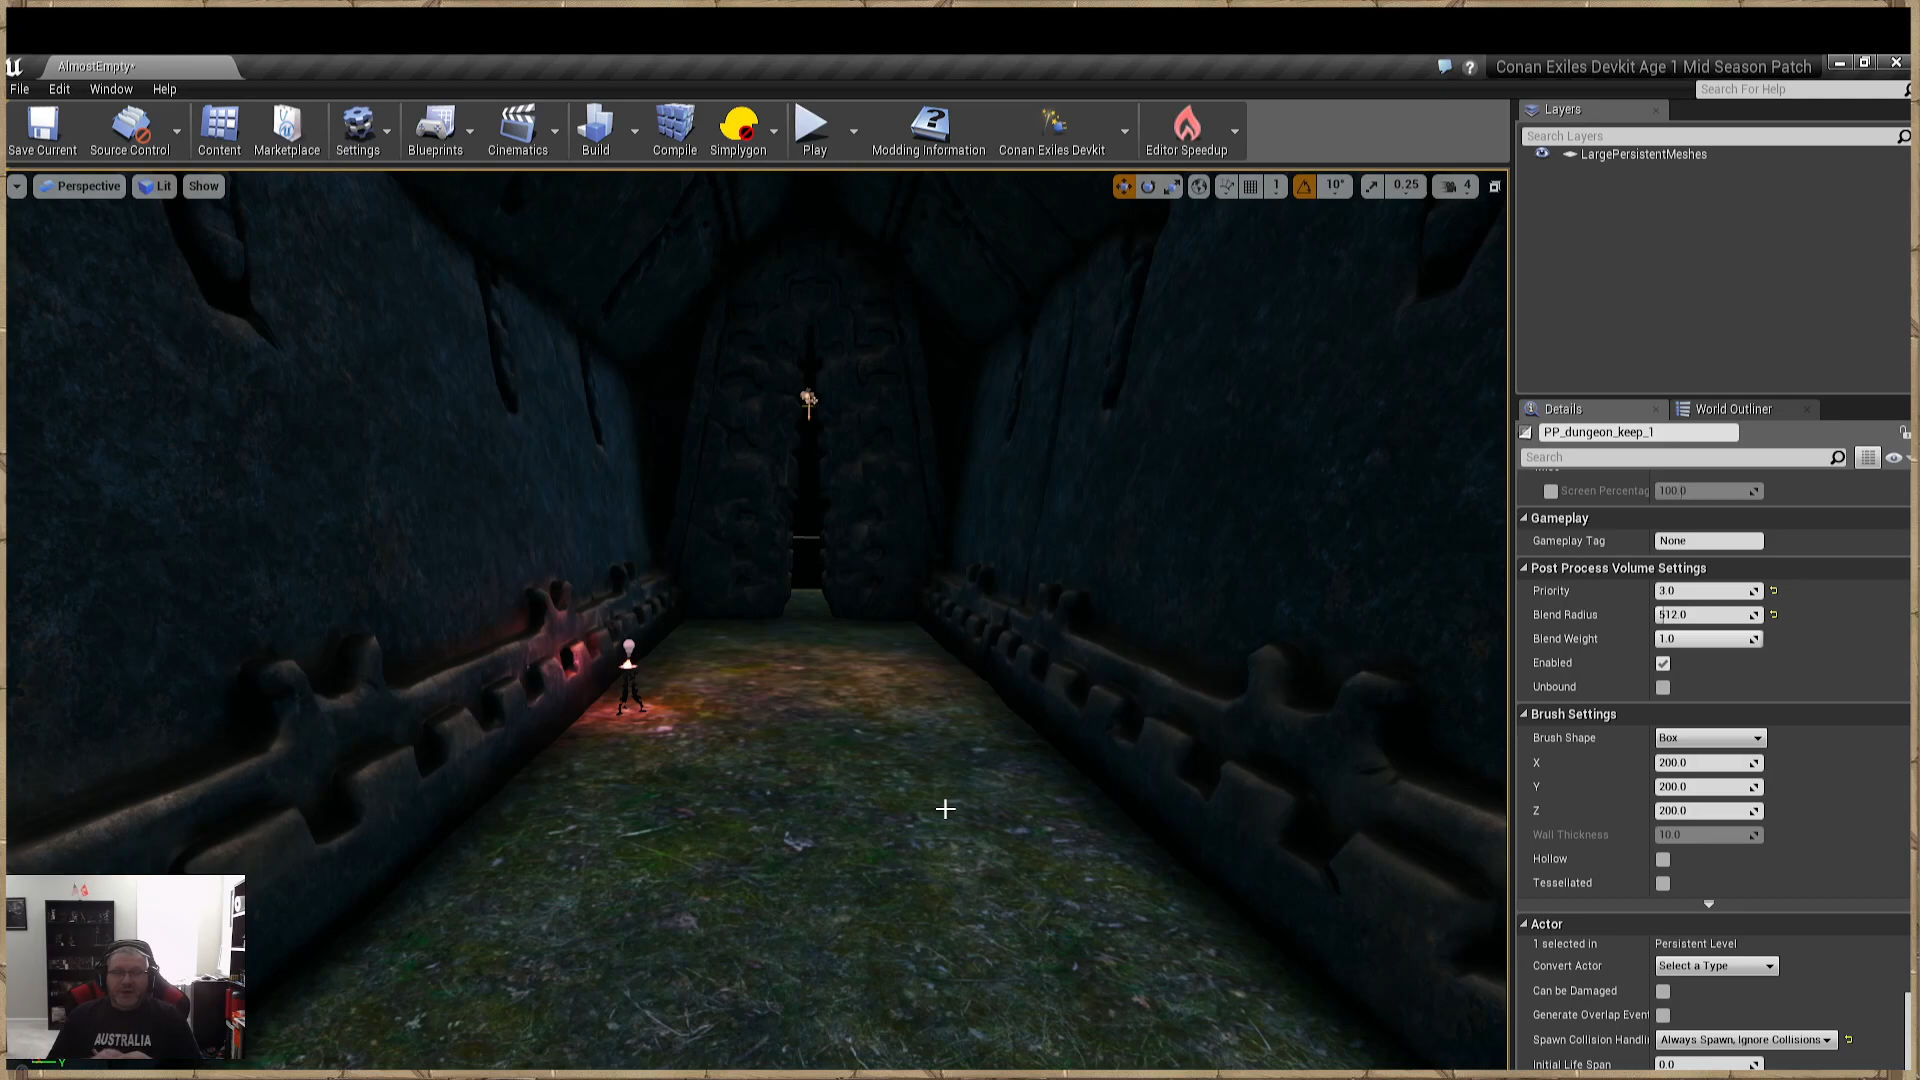 AlmostEmpty*
Conan Exiles Devkit Age 1 Mid Season Patch
File Edit Window Help
Search For Help
Save Current
Source Control
Content
Marketplace
Settings
Blueprints
Cinematics
Build
Compile
Simplygon
Play
Modding Information
Conan Exiles Devkit
Editor Speedup
Layers
Search Layers
LargePersistentMeshes
Perspective
Lit
Show
1
10°
0.25
4
Details
World Outliner
PP_dungeon_keep_1
Search
Screen Percentag 100.0
Gameplay
Gameplay Tag None
Post Process Volume Settings
Priority 3.0
Blend Radius 512.0
Blend Weight 1.0
Enabled
Unbound
Brush Settings
Brush Shape Box
X 200.0
Y 200.0
Z 200.0
Wall Thickness 10.0
Hollow
Tessellated
Actor
1 selected in Persistent Level
Convert Actor Select a Type
Can be Damaged
Generate Overlap Event
Spawn Collision Handli Always Spawn, Ignore Collisions
Initial Life Span 0.0
AUSTRALIA
Y